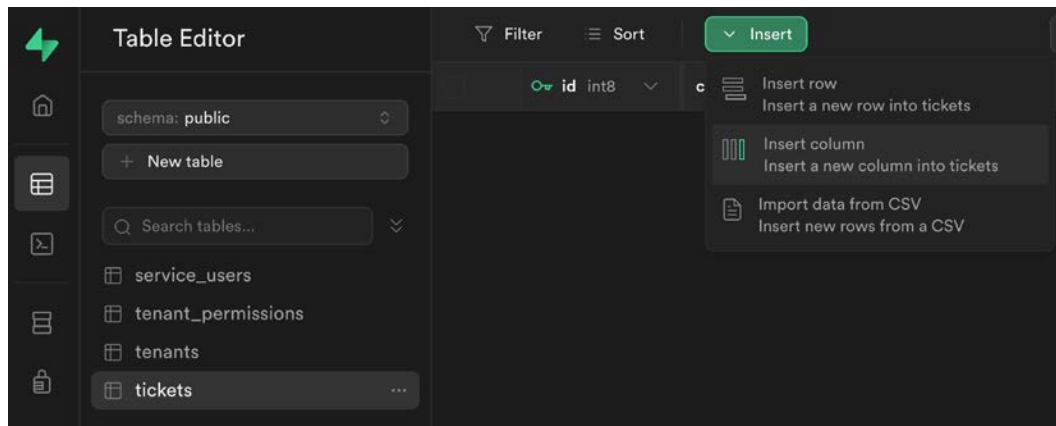 Table Editor
Filter
Sort
Insert
id int8
c
schema: public
New table
Search tables...
service_users
tenant_permissions
tenants
tickets
Insert row
Insert a new row into tickets
Insert column
Insert a new column into tickets
Import data from CSV
Insert new rows from a CSV